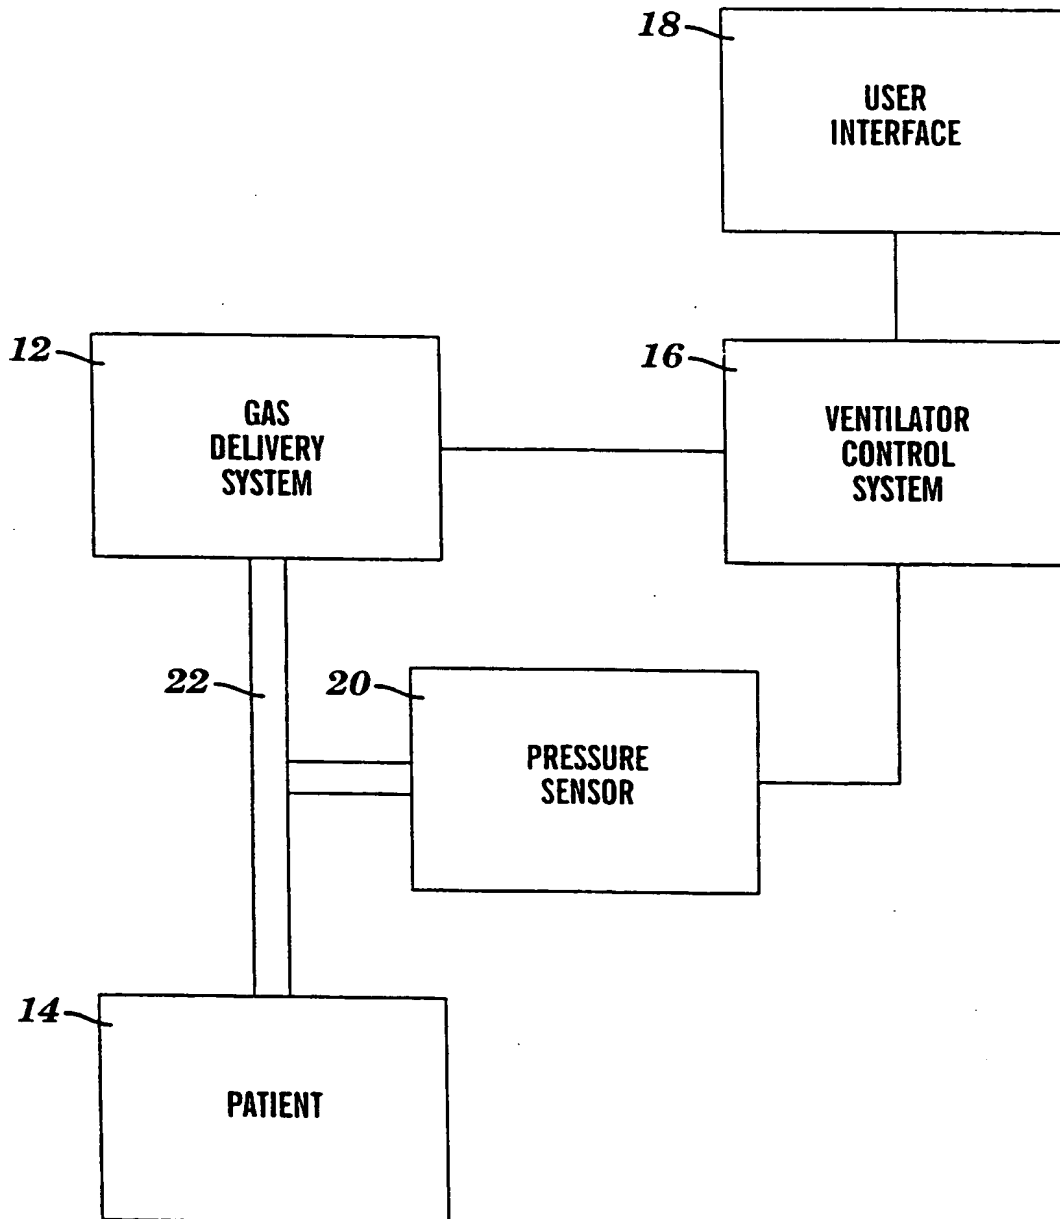 18
USER
INTERFACE
12
GAS
DELIVERY
SYSTEM
16
VENTILATOR
CONTROL
SYSTEM
22
20
PRESSURE
SENSOR
14
PATIENT